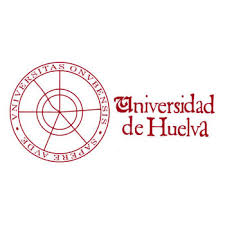 VNIVERSITAS ONVBENSIS
SAPERE AVDE
Universidad
de Huelva